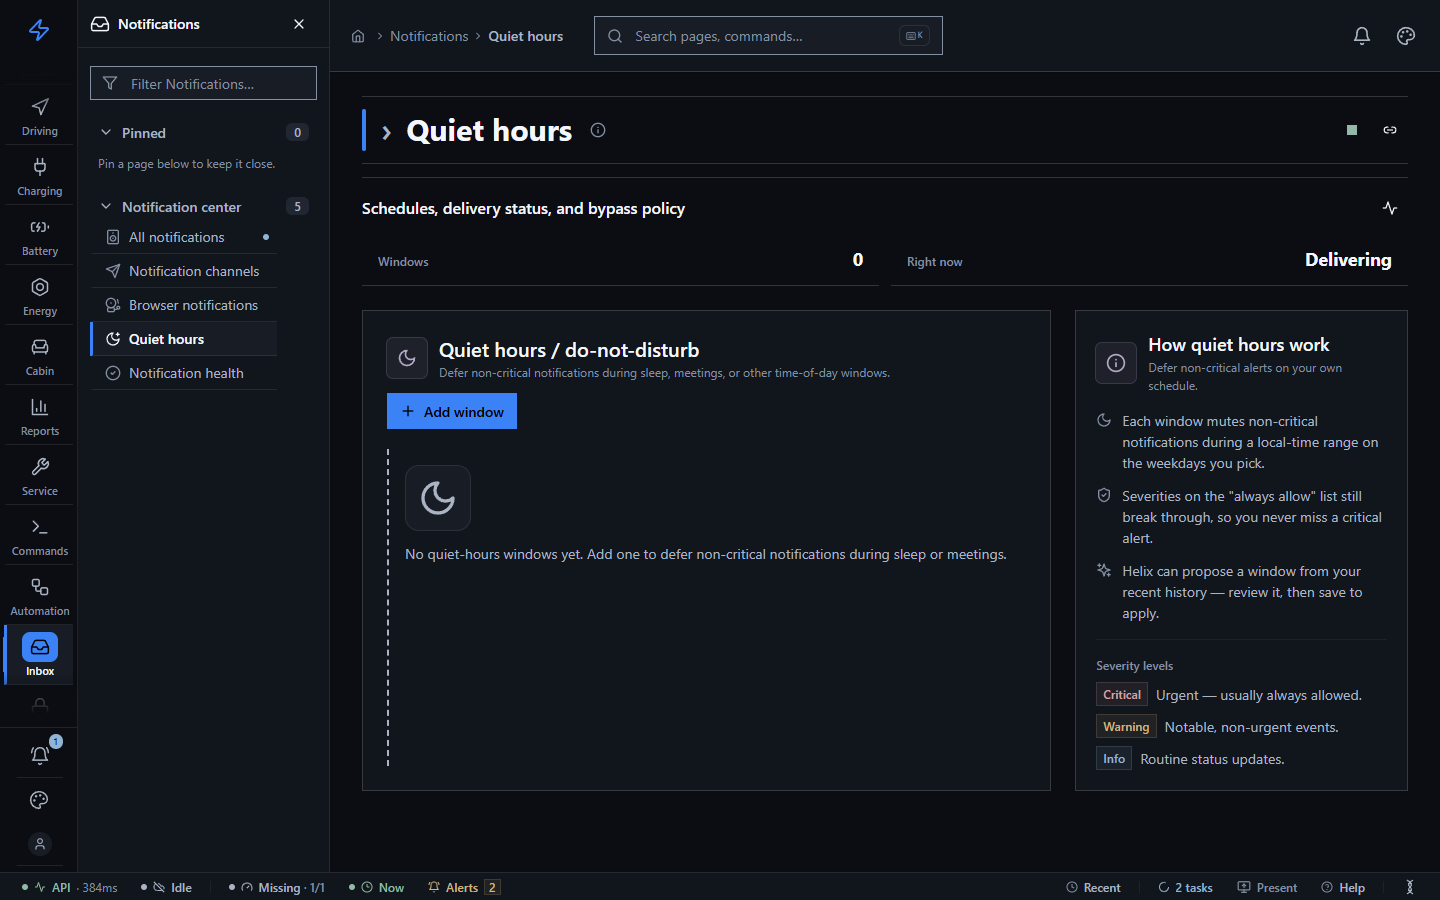 Notifications
Filter Notifications...
Pinned 0
Pin a page below to keep it close.
Notification center 5
All notifications
Notification channels
Browser notifications
Quiet hours
Notification health
Driving
Charging
Battery
Energy
Cabin
Reports
Service
Commands
Automation
Inbox
1
Notifications › Quiet hours
Search pages, commands... K
Quiet hours
Schedules, delivery status, and bypass policy
Windows 0
Right now Delivering
Quiet hours / do-not-disturb
Defer non-critical notifications during sleep, meetings, or other time-of-day windows.
Add window
No quiet-hours windows yet. Add one to defer non-critical notifications during sleep or meetings.
How quiet hours work
Defer non-critical alerts on your own
schedule.
Each window mutes non-critical
notifications during a local-time range on
the weekdays you pick.
Severities on the "always allow" list still
break through, so you never miss a critical
alert.
Helix can propose a window from your
recent history — review it, then save to
apply.
Severity levels
Critical Urgent — usually always allowed.
Warning Notable, non-urgent events.
Info Routine status updates.
API · 384ms Idle Missing · 1/1 Now Alerts 2 Recent 2 tasks Present Help